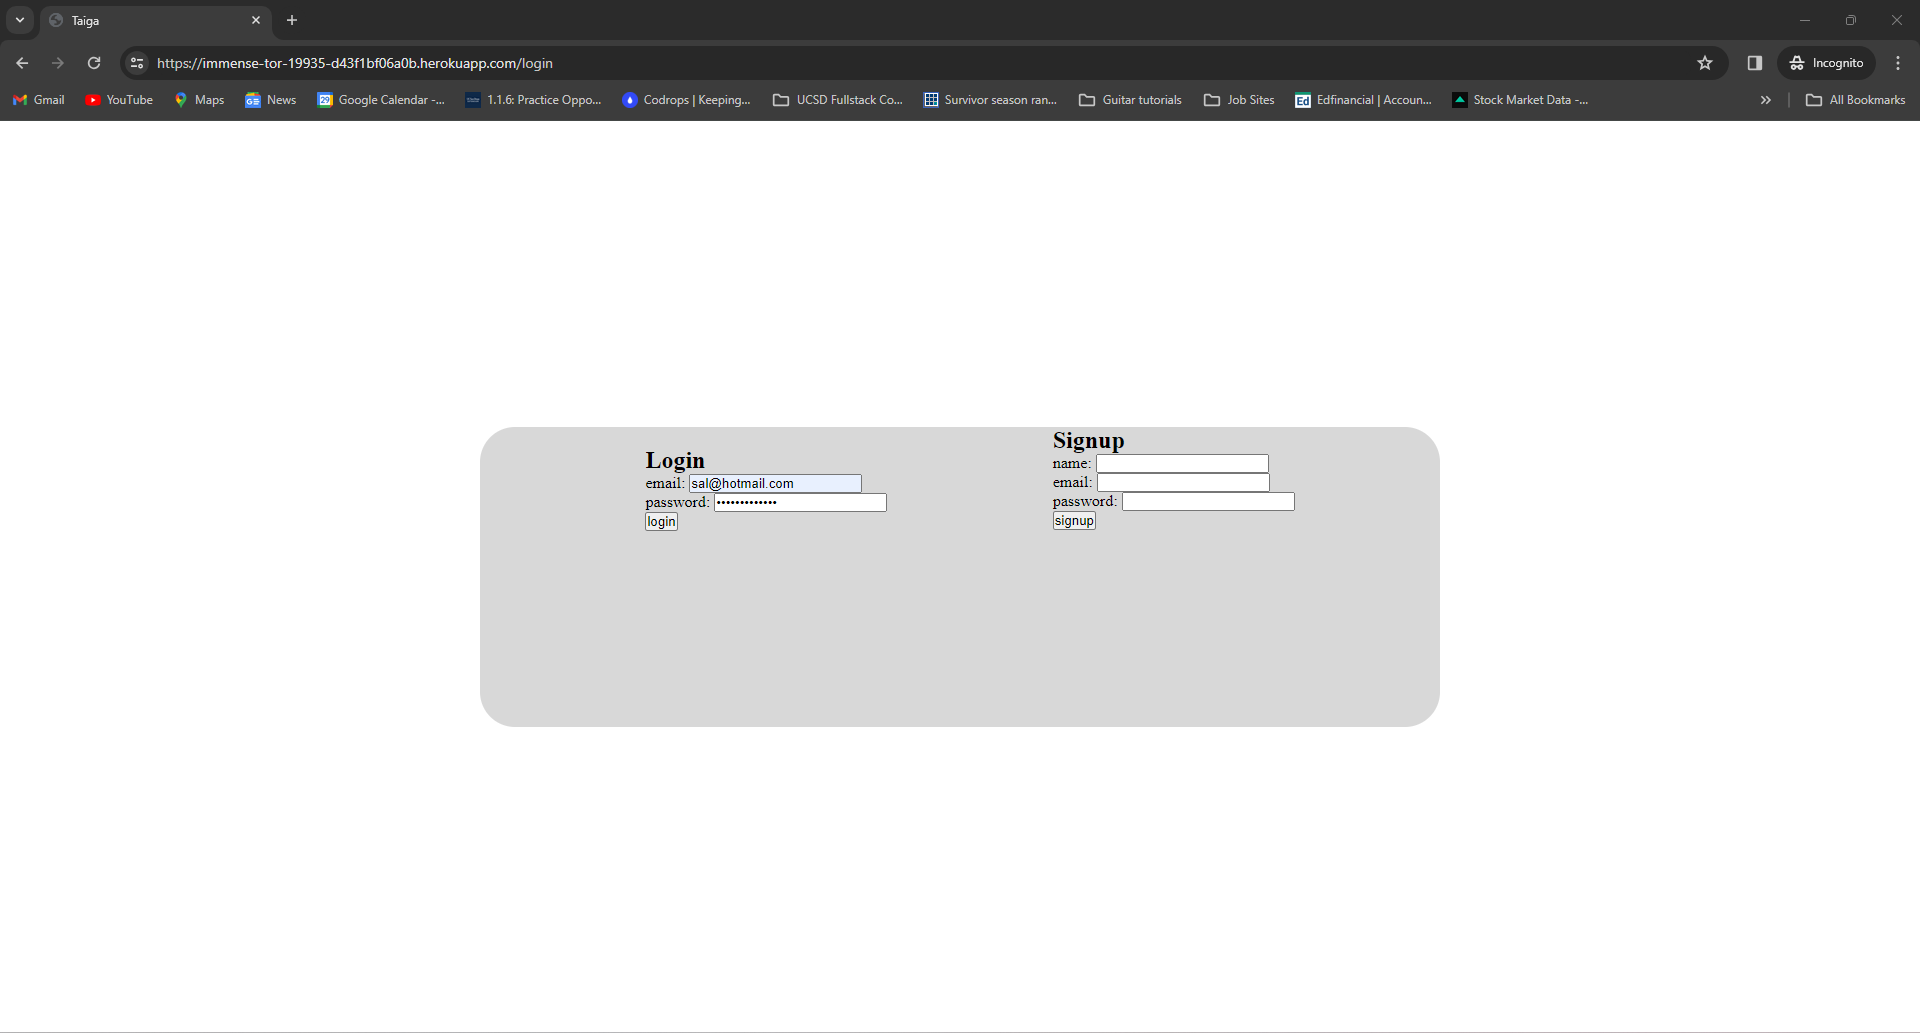 Taiga
https://immense-tor-19935-d43f1bf06a0b.herokuapp.com/login
Incognito
Gmail
YouTube
Maps
News
Google Calendar -...
1.1.6: Practice Oppo...
Codrops | Keeping...
UCSD Fullstack Co...
Survivor season ran...
Guitar tutorials
Job Sites
Edfinancial | Accoun...
Stock Market Data -...
All Bookmarks
Login
email: sal@hotmail.com
password: •••••••••••••
login
Signup
name:
email:
password:
signup